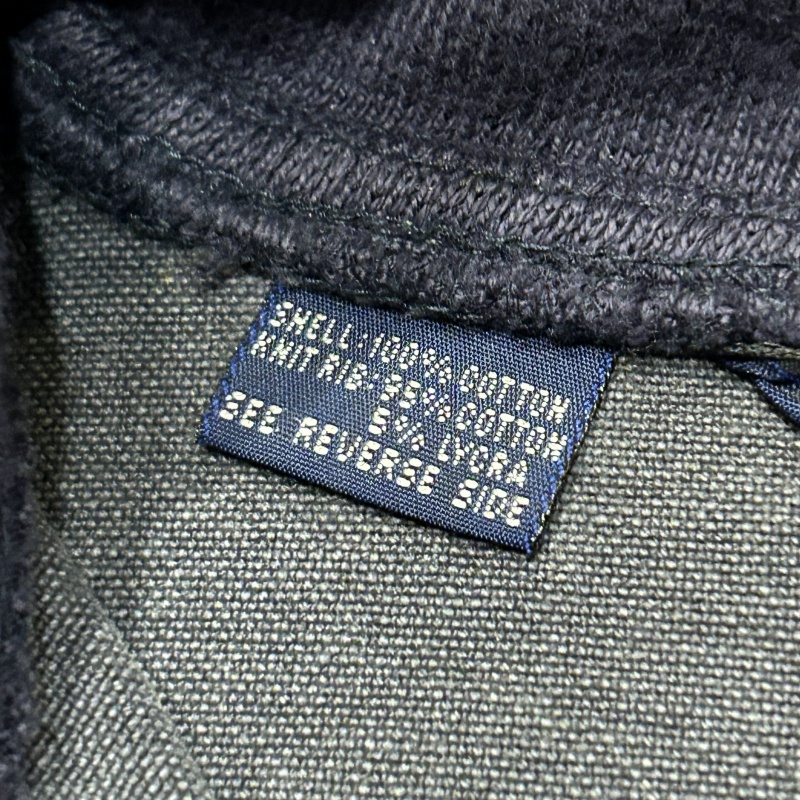 SHELL: 100% COTTON
KNIT RIB: 95% COTTON
5% LYCRA
SEE REVERSE SIDE